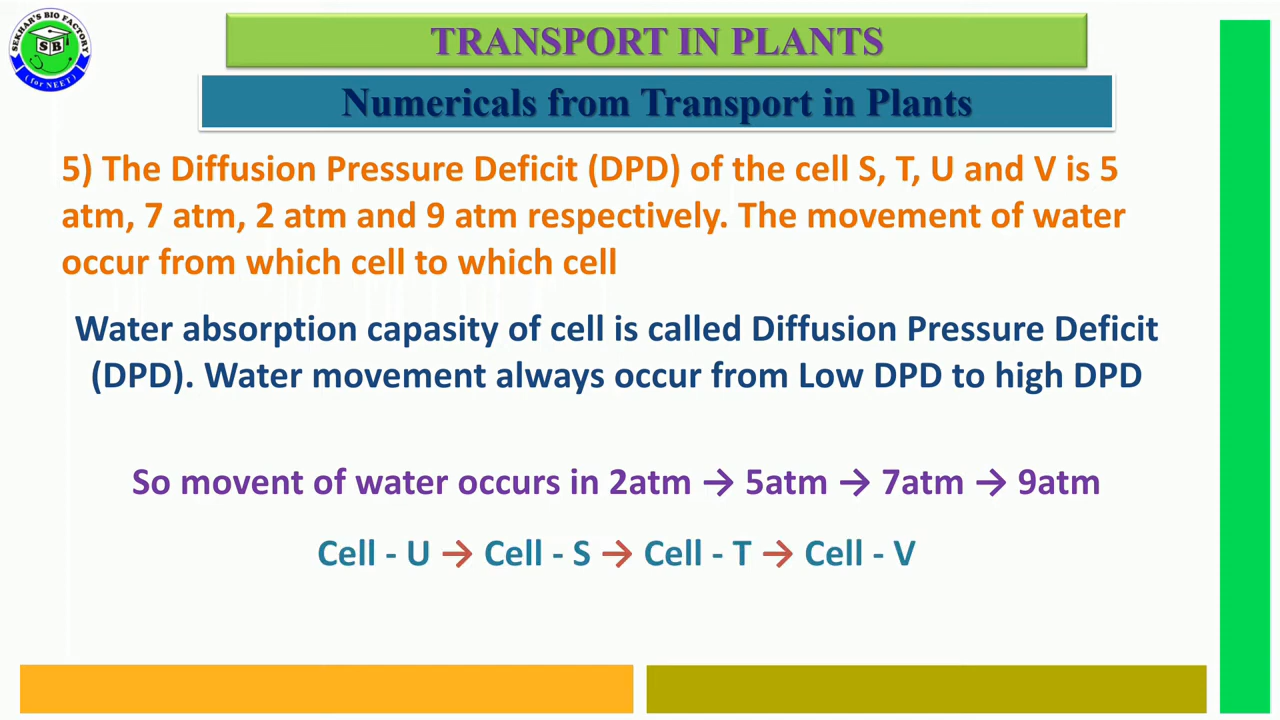 SEKHAR'S BIO FACTORY
S B
(for NEET)
TRANSPORT IN PLANTS
Numericals from Transport in Plants
5) The Diffusion Pressure Deficit (DPD) of the cell S, T, U and V is 5
atm, 7 atm, 2 atm and 9 atm respectively. The movement of water
occur from which cell to which cell
Water absorption capasity of cell is called Diffusion Pressure Deficit
(DPD). Water movement always occur from Low DPD to high DPD
So movent of water occurs in 2atm → 5atm → 7atm → 9atm
Cell - U → Cell - S → Cell - T → Cell - V